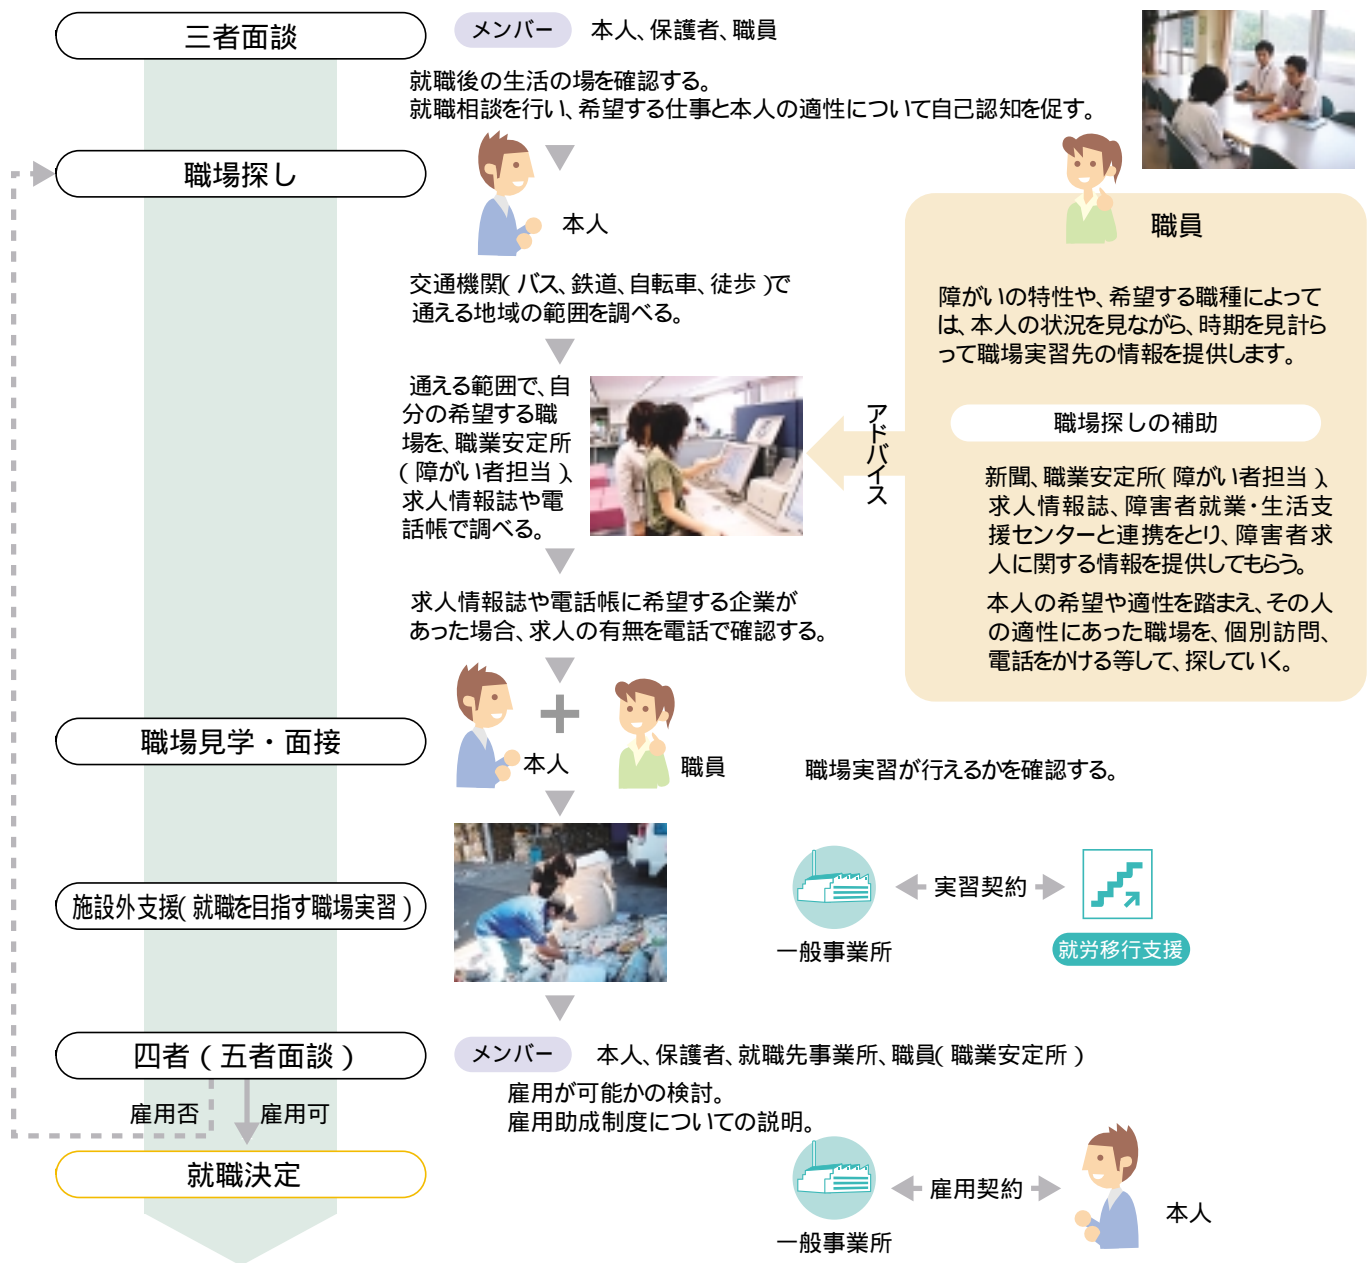 三者面談
メンバー 本人、保護者、職員
就職後の生活の場を確認する。
就職相談を行い、希望する仕事と本人の適性について自己認知を促す。
職場探し
本人
交通機関(バス、鉄道、自転車、徒歩)で
通える地域の範囲を調べる。
通える範囲で、自
分の希望する職
場を、職業安定所
(障がい者担当)、
求人情報誌や電
話帳で調べる。
アドバイス
職員
障がいの特性や、希望する職種によって
は、本人の状況を見ながら、時期を見計ら
って職場実習先の情報を提供します。
職場探しの補助
新聞、職業安定所(障がい者担当)、
求人情報誌、障害者就業・生活支
援センターと連携をとり、障害者求
人に関する情報を提供してもらう。
本人の希望や適性を踏まえ、その人
の適性にあった職場を、個別訪問、
電話をかける等して、探していく。
求人情報誌や電話帳に希望する企業が
あった場合、求人の有無を電話で確認する。
職場見学・面接
本人
職員
職場実習が行えるかを確認する。
施設外支援(就職を目指す職場実習)
実習契約
一般事業所
就労移行支援
四者(五者面談)
メンバー 本人、保護者、就職先事業所、職員(職業安定所)
雇用が可能かの検討。
雇用助成制度についての説明。
雇用否
雇用可
就職決定
雇用契約
一般事業所
本人